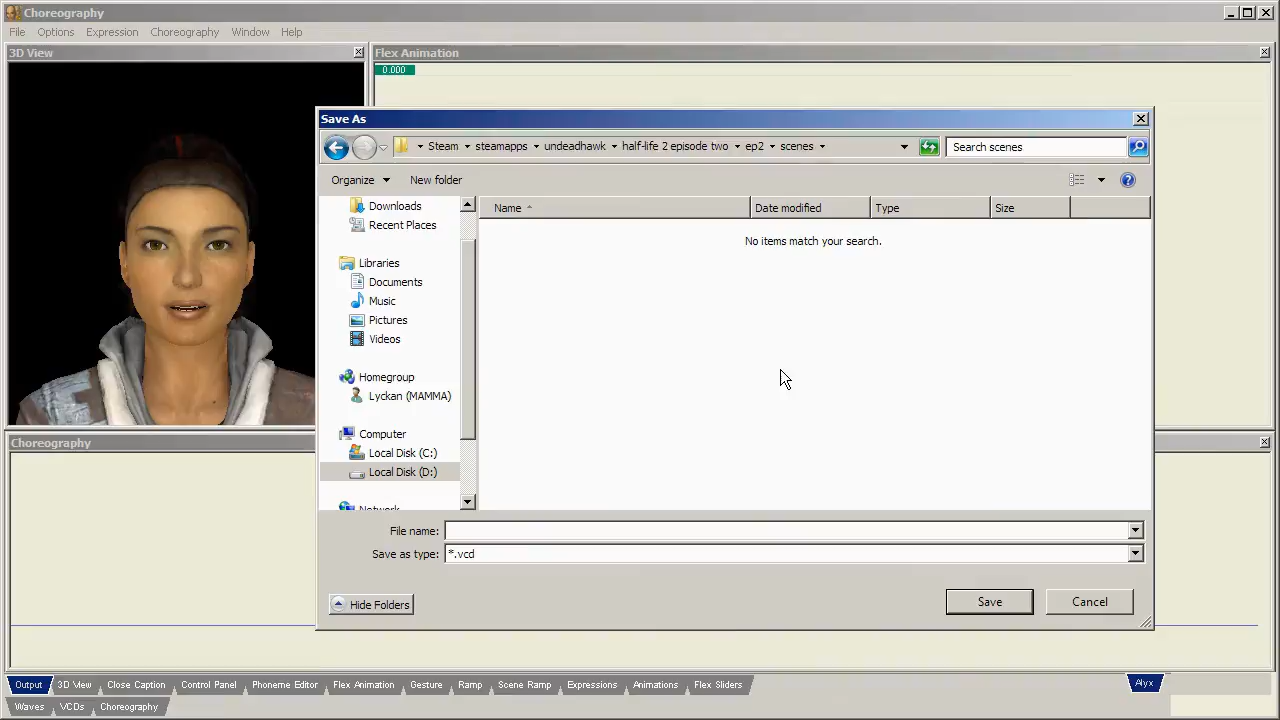 Choreography
File Options Expression Choreography Window Help
3D View
Flex Animation
0.000
Save As
Steam steamapps undeadhawk half-life 2 episode two ep2 scenes
Search scenes
Organize New folder
Downloads
Recent Places
Libraries
Documents
Music
Pictures
Videos
Homegroup
Lyckan (MAMMA)
Computer
Local Disk (C:)
Local Disk (D:)
Network
Name Date modified Type Size
No items match your search.
File name:
Save as type: *.vcd
Hide Folders
Save Cancel
Choreography
Output 3D View Close Caption Control Panel Phoneme Editor Flex Animation Gesture Ramp Scene Ramp Expressions Animations Flex Sliders Alyx
Waves VCDs Choreography